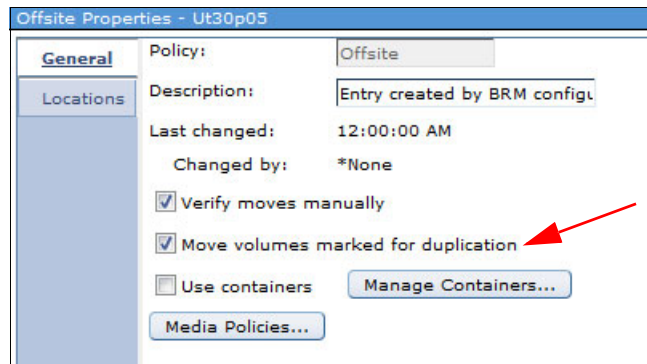 Offsite Properties - Ut30p05
General
Locations
Policy: Offsite
Description: Entry created by BRM configu
Last changed: 12:00:00 AM
Changed by: *None
Verify moves manually
Move volumes marked for duplication
Use containers Manage Containers...
Media Policies...